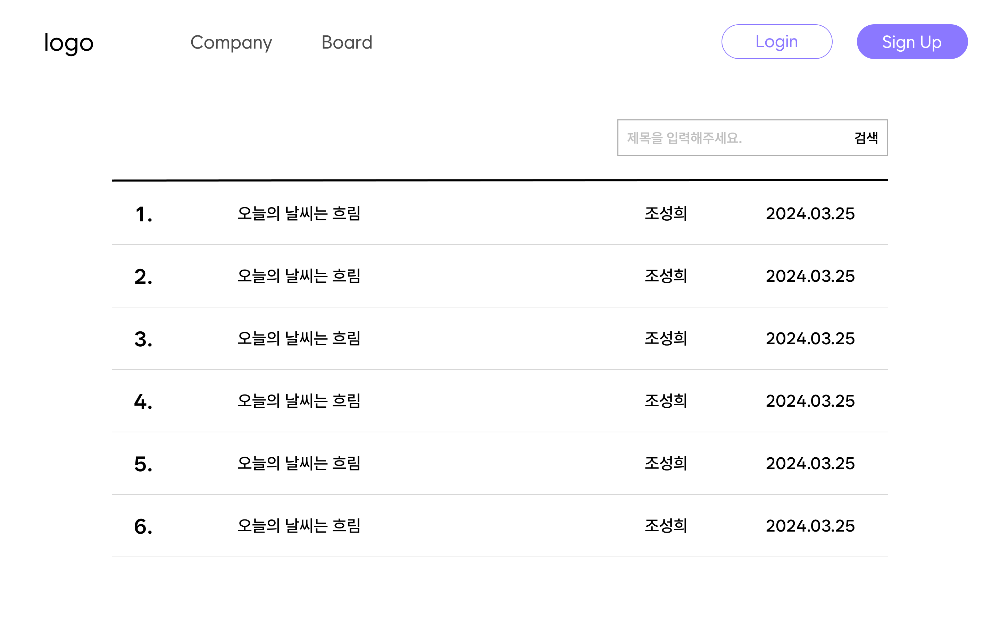 logo Company Board Login Sign Up
제목을 입력해주세요. 검색
1. 오늘의 날씨는 흐림 조성희 2024.03.25
2. 오늘의 날씨는 흐림 조성희 2024.03.25
3. 오늘의 날씨는 흐림 조성희 2024.03.25
4. 오늘의 날씨는 흐림 조성희 2024.03.25
5. 오늘의 날씨는 흐림 조성희 2024.03.25
6. 오늘의 날씨는 흐림 조성희 2024.03.25